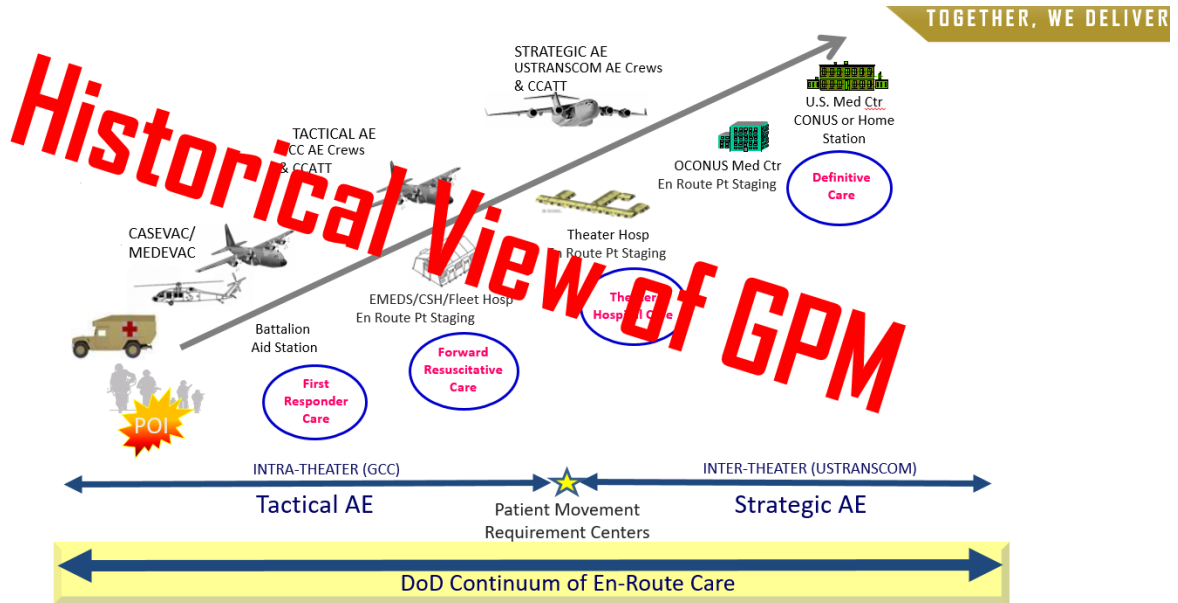 TOGETHER, WE DELIVER
STRATEGIC AE
USTRANSCOM AE Crews
& CCATT
U.S. Med Ctr
CONUS or Home
Station
Definitive
Care
OCONUS Med Ctr
En Route Pt Staging
TACTICAL AE
CC AE Crews
& CCATT
Theater Hosp
En Route Pt Staging
Theater
Hospital Care
CASEVAC/
MEDEVAC
EMEDS/CSH/Fleet Hosp
En Route Pt Staging
Forward
Resuscitative
Care
Battalion
Aid Station
First
Responder
Care
POI
Historical View of GPM
INTRA-THEATER (GCC)
INTER-THEATER (USTRANSCOM)
Tactical AE
Strategic AE
Patient Movement
Requirement Centers
DoD Continuum of En-Route Care